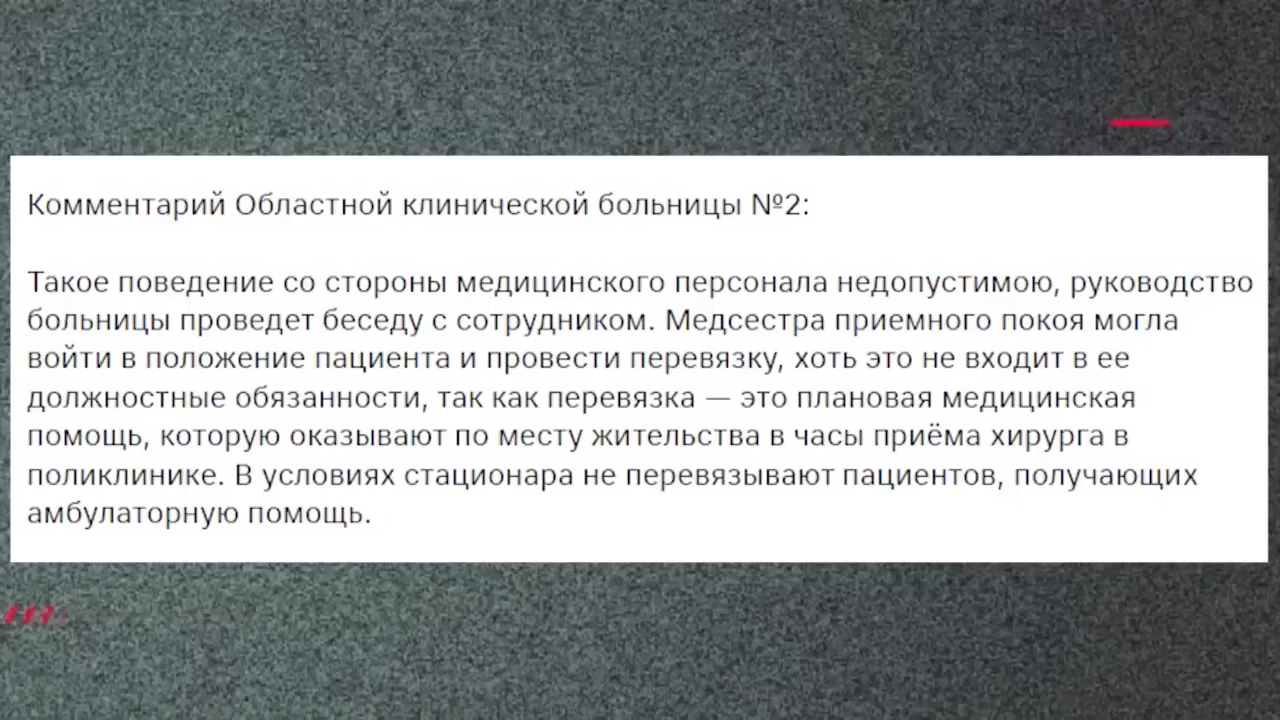 Комментарий Областной клинической больницы №2:
Такое поведение со стороны медицинского персонала недопустимою, руководство
больницы проведет беседу с сотрудником. Медсестра приемного покоя могла
войти в положение пациента и провести перевязку, хоть это не входит в ее
должностные обязанности, так как перевязка — это плановая медицинская
помощь, которую оказывают по месту жительства в часы приёма хирурга в
поликлинике. В условиях стационара не перевязывают пациентов, получающих
амбулаторную помощь.